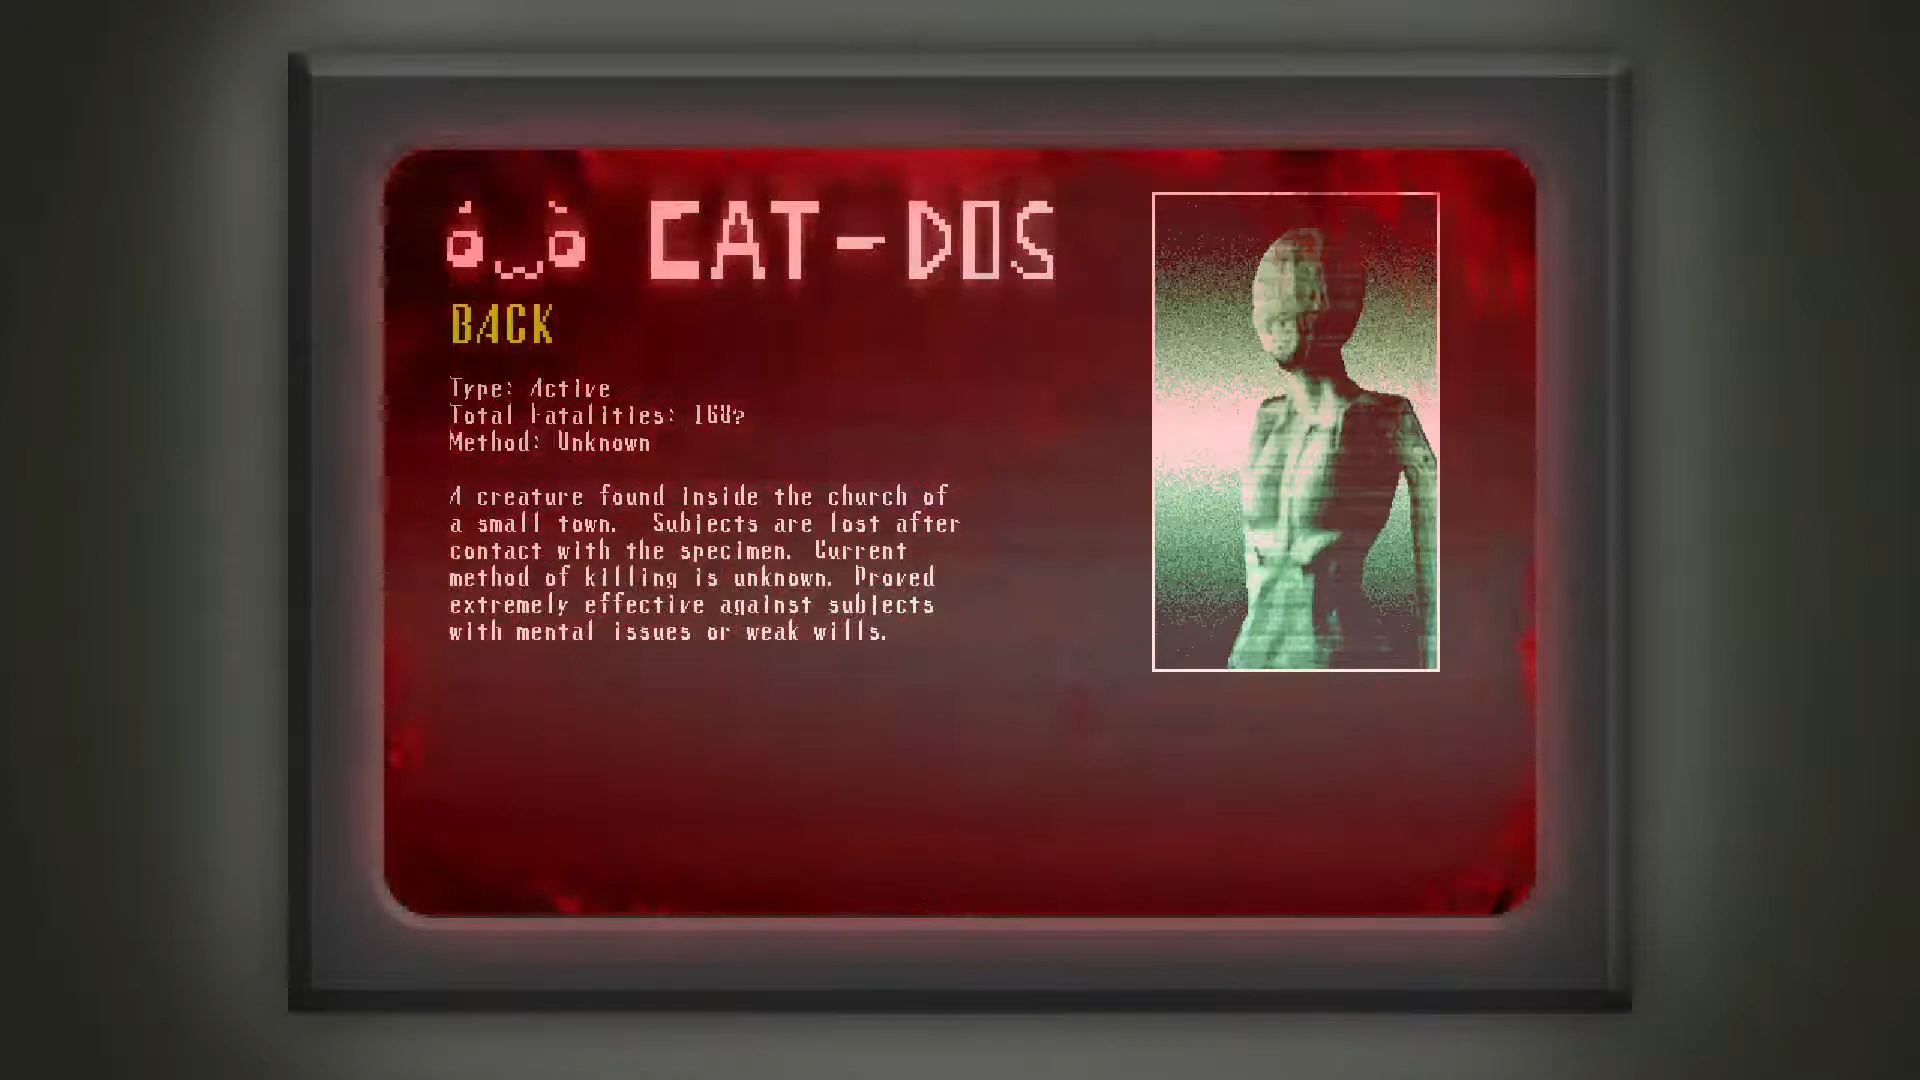 CAT-DOS
BACK
Type: Active
Total Fatalities: 168?
Method: Unknown
A creature found inside the church of
a small town. Subjects are lost after
contact with the specimen. Current
method of killing is unknown. Proved
extremely effective against subjects
with mental issues or weak wills.